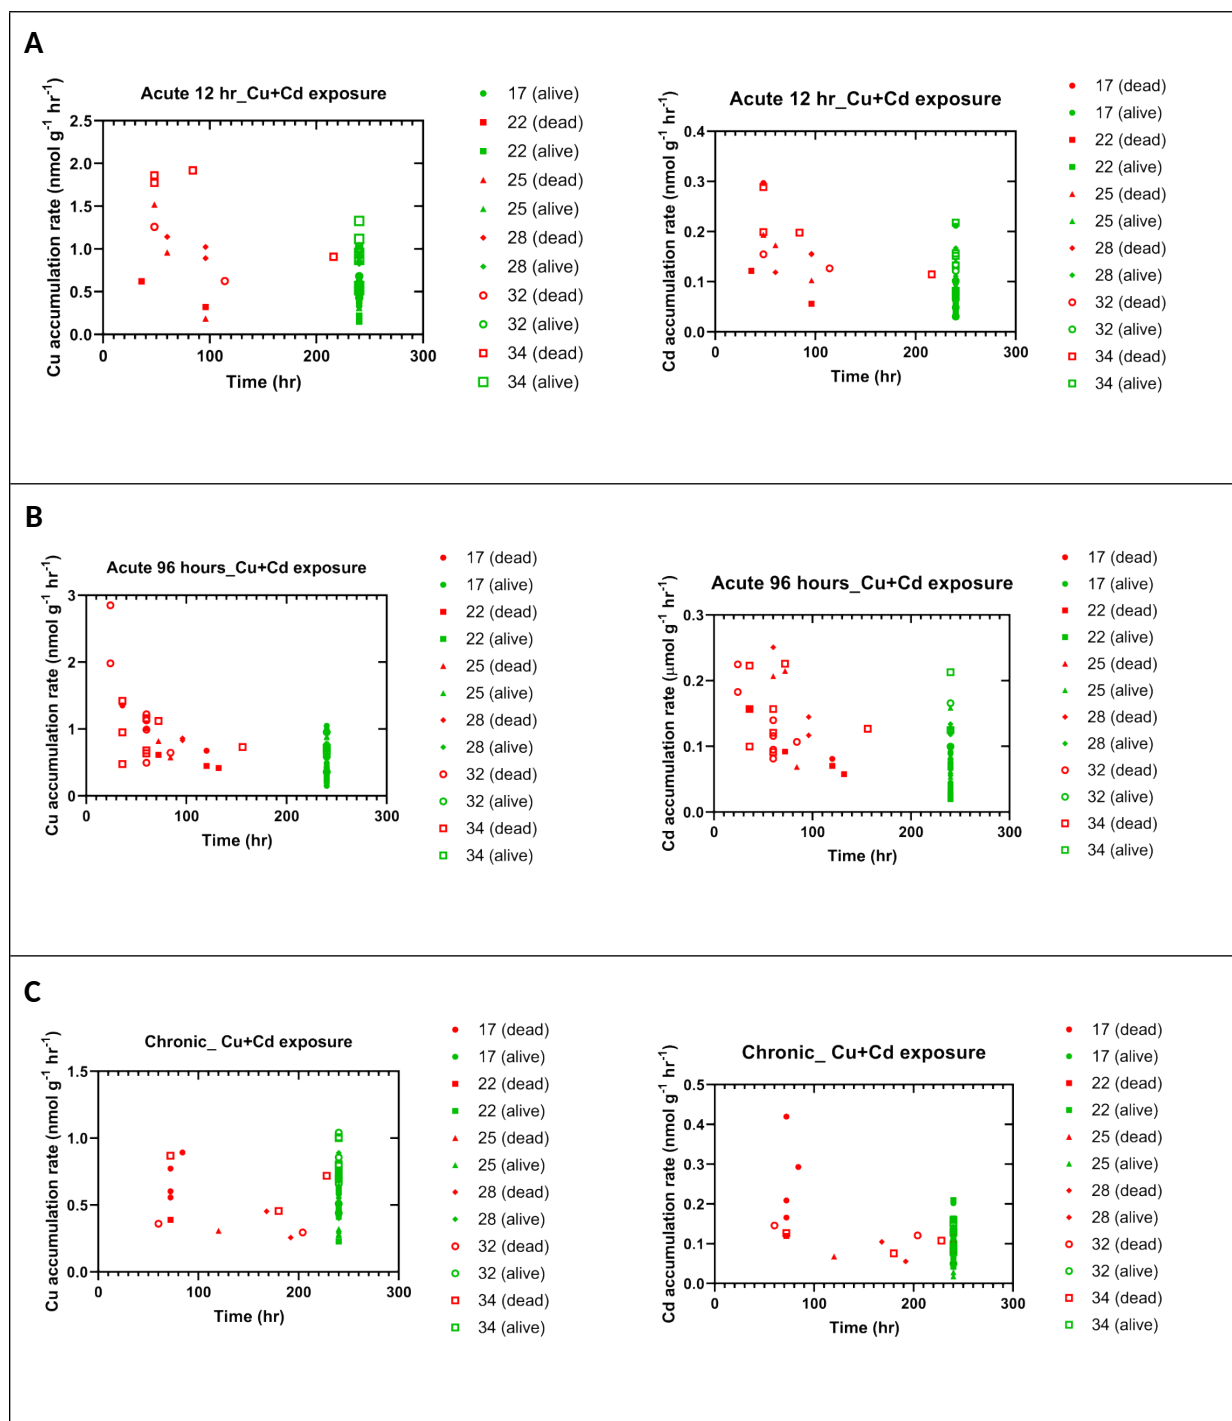 A
Acute 12 hr_Cu+Cd exposure
Cu accumulation rate (nmol g⁻¹ hr⁻¹)
2.5
2.0
1.5
1.0
0.5
0.0
0
100
200
300
Time (hr)
17 (alive)
22 (dead)
22 (alive)
25 (dead)
25 (alive)
28 (dead)
28 (alive)
32 (dead)
32 (alive)
34 (dead)
34 (alive)
Acute 12 hr_Cu+Cd exposure
Cd accumulation rate (nmol g⁻¹ hr⁻¹)
0.4
0.3
0.2
0.1
0.0
0
100
200
300
Time (hr)
17 (dead)
17 (alive)
22 (dead)
22 (alive)
25 (dead)
25 (alive)
28 (dead)
28 (alive)
32 (dead)
32 (alive)
34 (dead)
34 (alive)
B
Acute 96 hours_Cu+Cd exposure
Cu accumulation rate (nmol g⁻¹ hr⁻¹)
3
2
1
0
0
100
200
300
Time (hr)
17 (dead)
17 (alive)
22 (dead)
22 (alive)
25 (dead)
25 (alive)
28 (dead)
28 (alive)
32 (dead)
32 (alive)
34 (dead)
34 (alive)
Acute 96 hours_Cu+Cd exposure
Cd accumulation rate (µmol g⁻¹ hr⁻¹)
0.3
0.2
0.1
0.0
0
100
200
300
Time (hr)
17 (dead)
17 (alive)
22 (dead)
22 (alive)
25 (dead)
25 (alive)
28 (dead)
28 (alive)
32 (dead)
32 (alive)
34 (dead)
34 (alive)
C
Chronic_ Cu+Cd exposure
Cu accumulation rate (nmol g⁻¹ hr⁻¹)
1.5
1.0
0.5
0.0
0
100
200
300
Time (hr)
17 (dead)
17 (alive)
22 (dead)
22 (alive)
25 (dead)
25 (alive)
28 (dead)
28 (alive)
32 (dead)
32 (alive)
34 (dead)
34 (alive)
Chronic_ Cu+Cd exposure
Cd accumulation rate (nmol g⁻¹ hr⁻¹)
0.5
0.4
0.3
0.2
0.1
0.0
0
100
200
300
Time (hr)
17 (dead)
17 (alive)
22 (dead)
22 (alive)
25 (dead)
25 (alive)
28 (dead)
28 (alive)
32 (dead)
32 (alive)
34 (dead)
34 (alive)